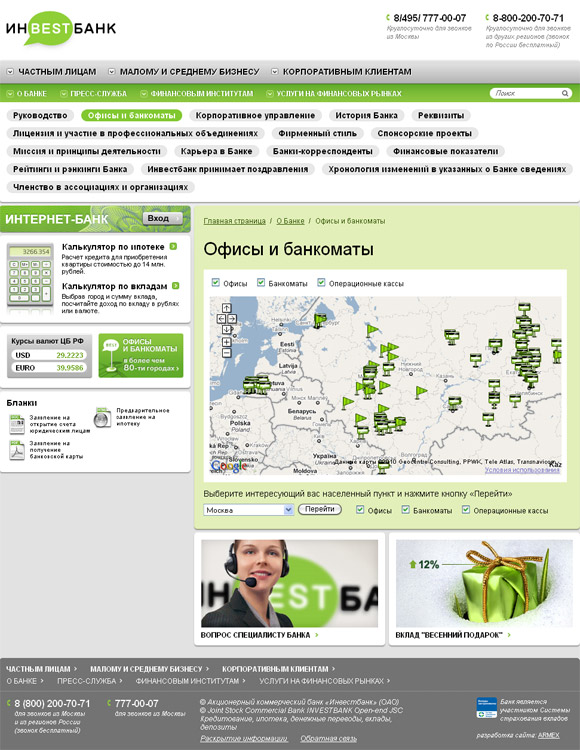 ИНВЕSTБАНК
8/495/ 777-00-07
Круглосуточно для звонков
из Москвы
8-800-200-70-71
Круглосуточно для звонков
из других регионов (звонок
по России бесплатный)
ЧАСТНЫМ ЛИЦАМ
МАЛОМУ И СРЕДНЕМУ БИЗНЕСУ
КОРПОРАТИВНЫМ КЛИЕНТАМ
О БАНКЕ
ПРЕСС-СЛУЖБА
ФИНАНСОВЫМ ИНСТИТУТАМ
УСЛУГИ НА ФИНАНСОВЫХ РЫНКАХ
Поиск
Руководство Офисы и банкоматы Корпоративное управление История Банка Реквизиты
Лицензия и участие в профессиональных объединениях Фирменный стиль Спонсорские проекты
Миссия и принципы деятельности Карьера в Банке Банки-корреспонденты Финансовые показатели
Рейтинги и рэнкинги Банка Инвестбанк принимает поздравления Хронология изменений в указанных о Банке сведениях
Членство в ассоциациях и организациях
ИНТЕРНЕТ-БАНК
Вход
3266.354
Калькулятор по ипотеке
Расчет кредита для приобретения
квартиры стоимостью до 14 млн.
рублей.
Калькулятор по вкладам
Выбрав город и сумму вклада,
посчитайте доход по вкладу в рублях
или валюте.
Курсы валют ЦБ РФ
USD 29.2223
EURO 39.9586
BEST
ОФИСЫ
И БАНКОМАТЫ
в более чем
80-ти городах
Бланки
Заявление на
открытие счета
юридическим лицам
Предварительное
заявление на
ипотеку
Заявление на
получение
банковской карты
Главная страница / О Банке / Офисы и банкоматы
Офисы и банкоматы
Офисы Банкоматы Операционные кассы
Eesti
Estonia
Latvija
Латвия
Lietuva
Polska
Польша
Минск
Беларусь
Belarus
Харьков
Україна
Украина
România
Волгоград
Kaz
Google
Данные карты ©2010 Geocentre Consulting, PPWK, Tele Atlas, Transnavicom
Условия использования
Выберите интересующий вас населенный пункт и нажмите кнопку «Перейти»
Москва
Перейти
Офисы Банкоматы Операционные кассы
ИНВЕSTБАНК
ВОПРОС СПЕЦИАЛИСТУ БАНКА
12%
ВКЛАД "ВЕСЕННИЙ ПОДАРОК"
ЧАСТНЫМ ЛИЦАМ
МАЛОМУ И СРЕДНЕМУ БИЗНЕСУ
КОРПОРАТИВНЫМ КЛИЕНТАМ
О БАНКЕ
ПРЕСС-СЛУЖБА
ФИНАНСОВЫМ ИНСТИТУТАМ
УСЛУГИ НА ФИНАНСОВЫХ РЫНКАХ
8 (800) 200-70-71
для звонков из Москвы
и из регионов России
(звонок бесплатный)
777-00-07
для звонков из Москвы
© Акционерный коммерческий банк «Инвестбанк» (ОАО)
© Joint Stock Commercial Bank INVESTBANK Open-end JSC
Кредитование, ипотека, денежные переводы, вклады,
депозиты
Раскрытие информации Обратная связь
Банк является
участником Системы
страхования вкладов
разработка сайта: ARMEX